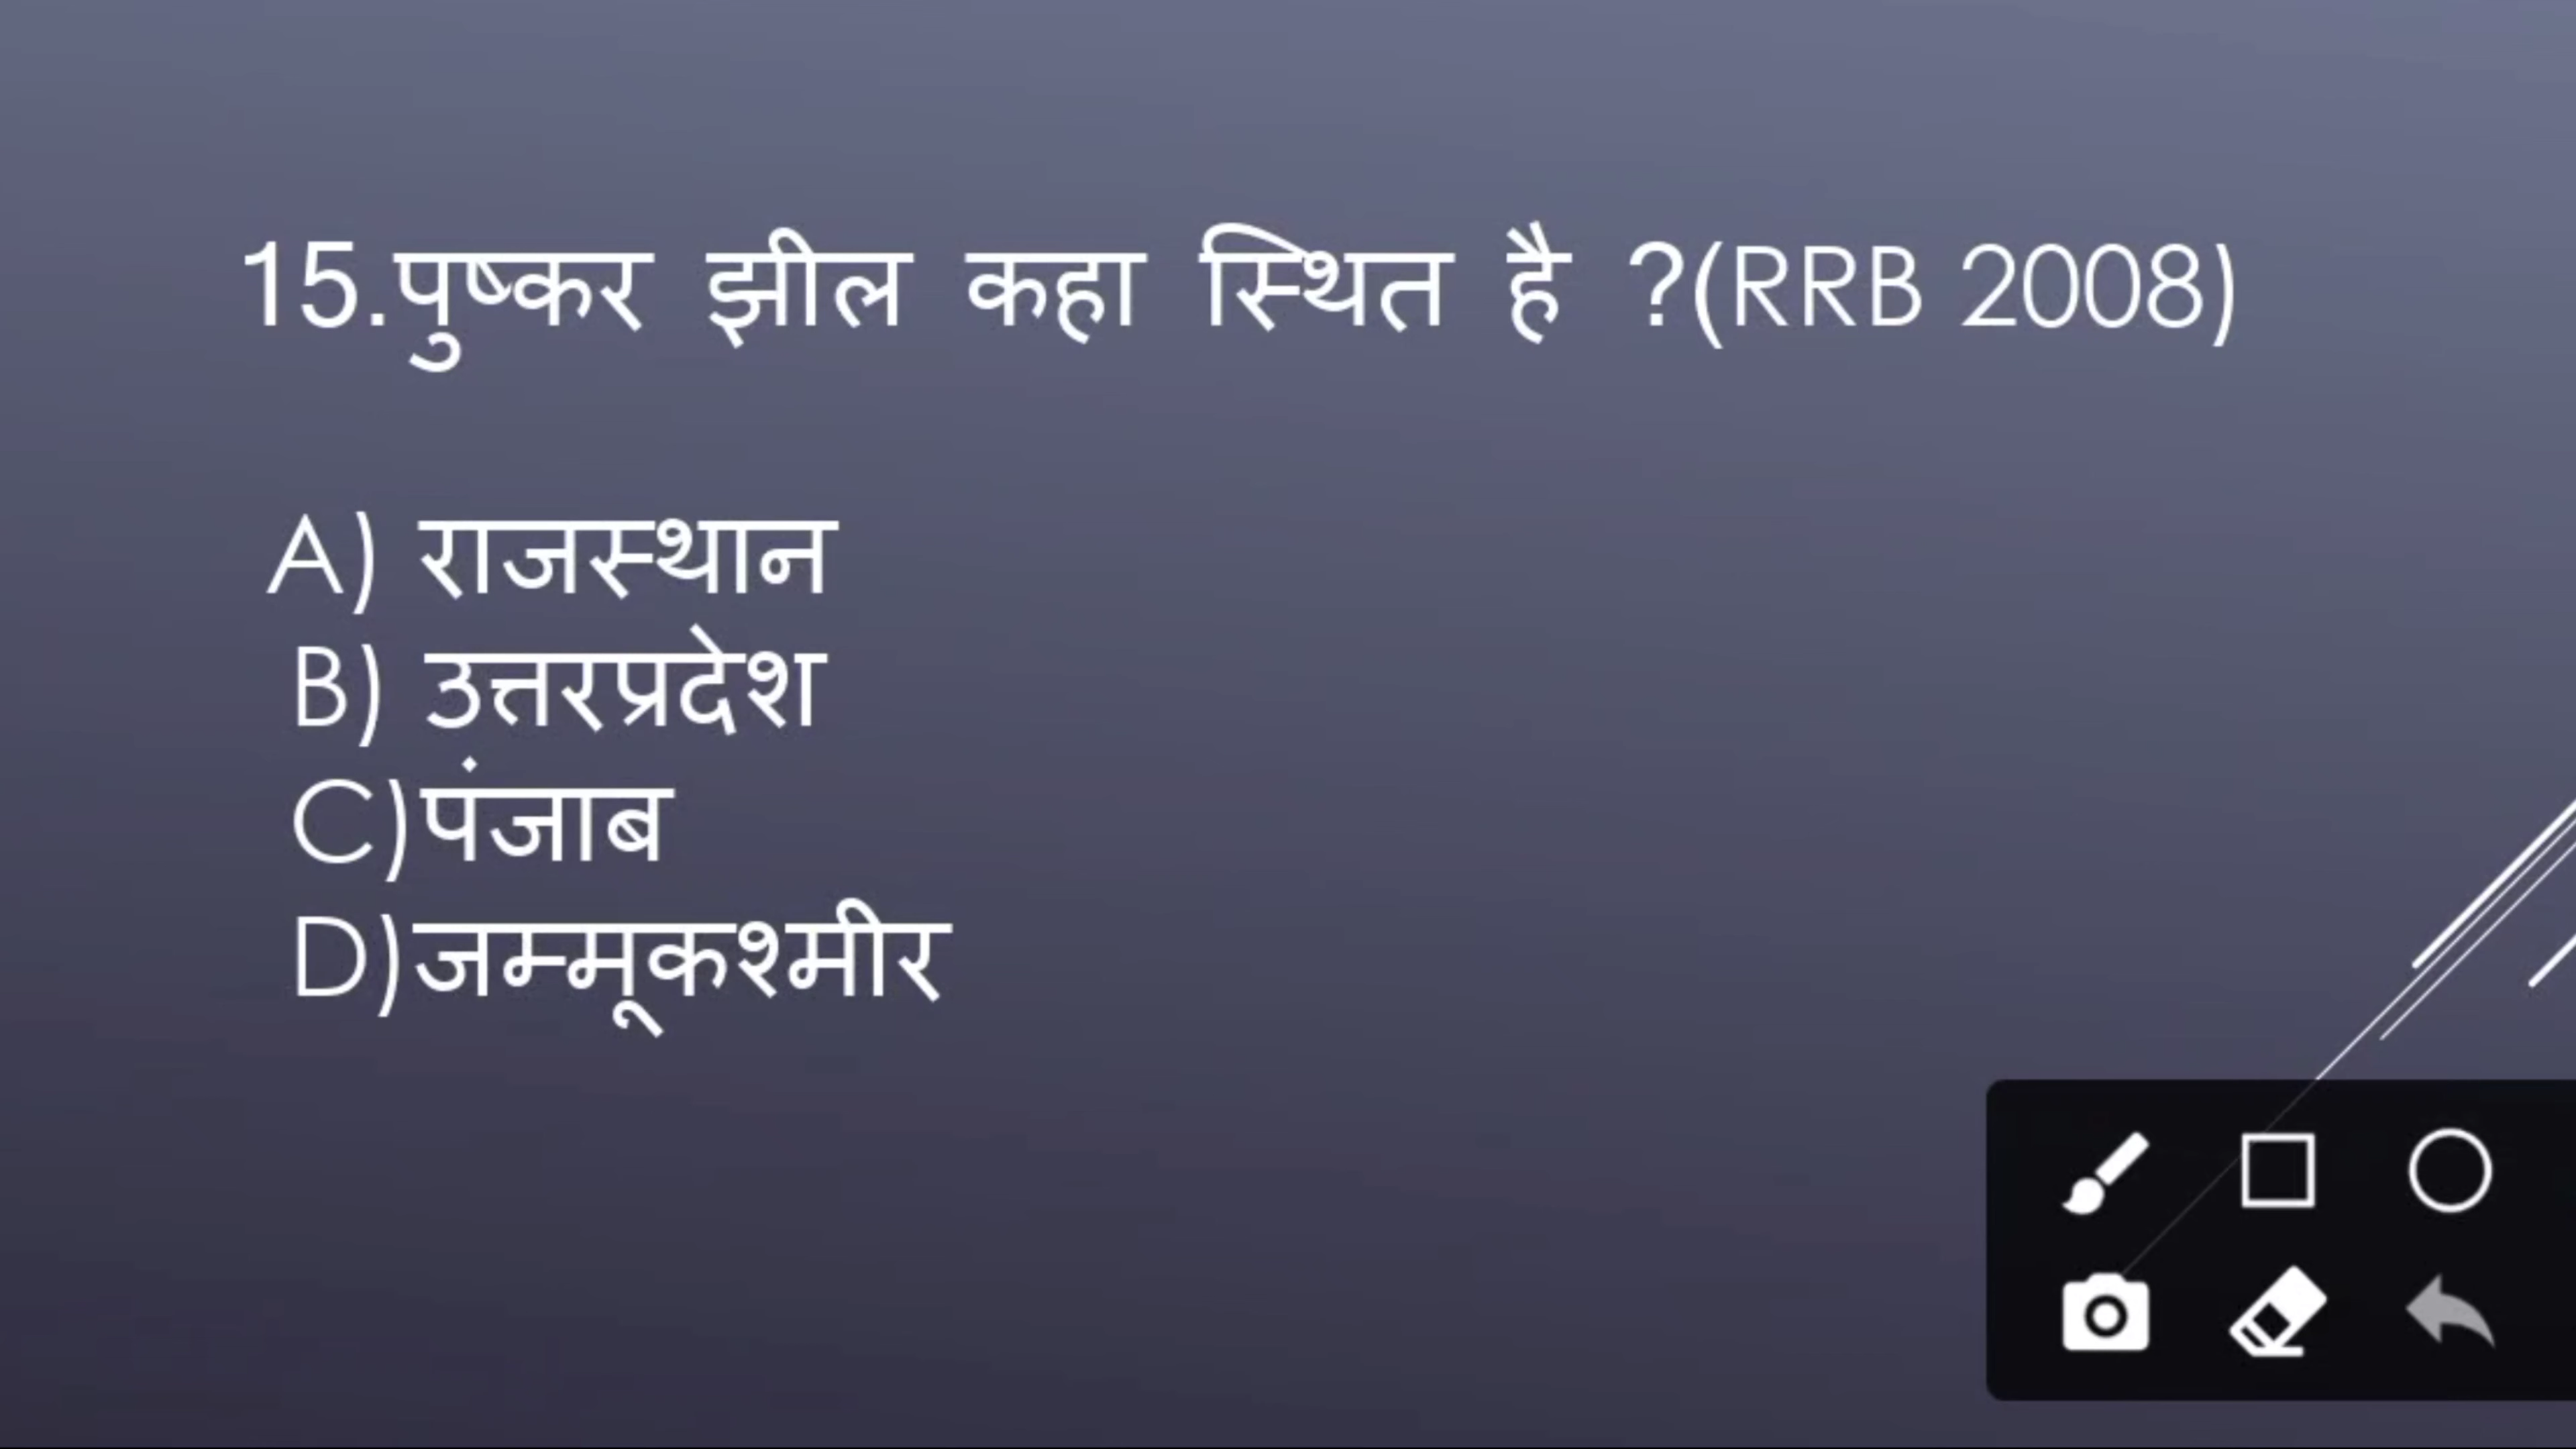 15.पुष्कर झील कहा स्थित है ?(RRB 2008)
A) राजस्थान
B) उत्तरप्रदेश
C)पंजाब
D)जम्मूकश्मीर